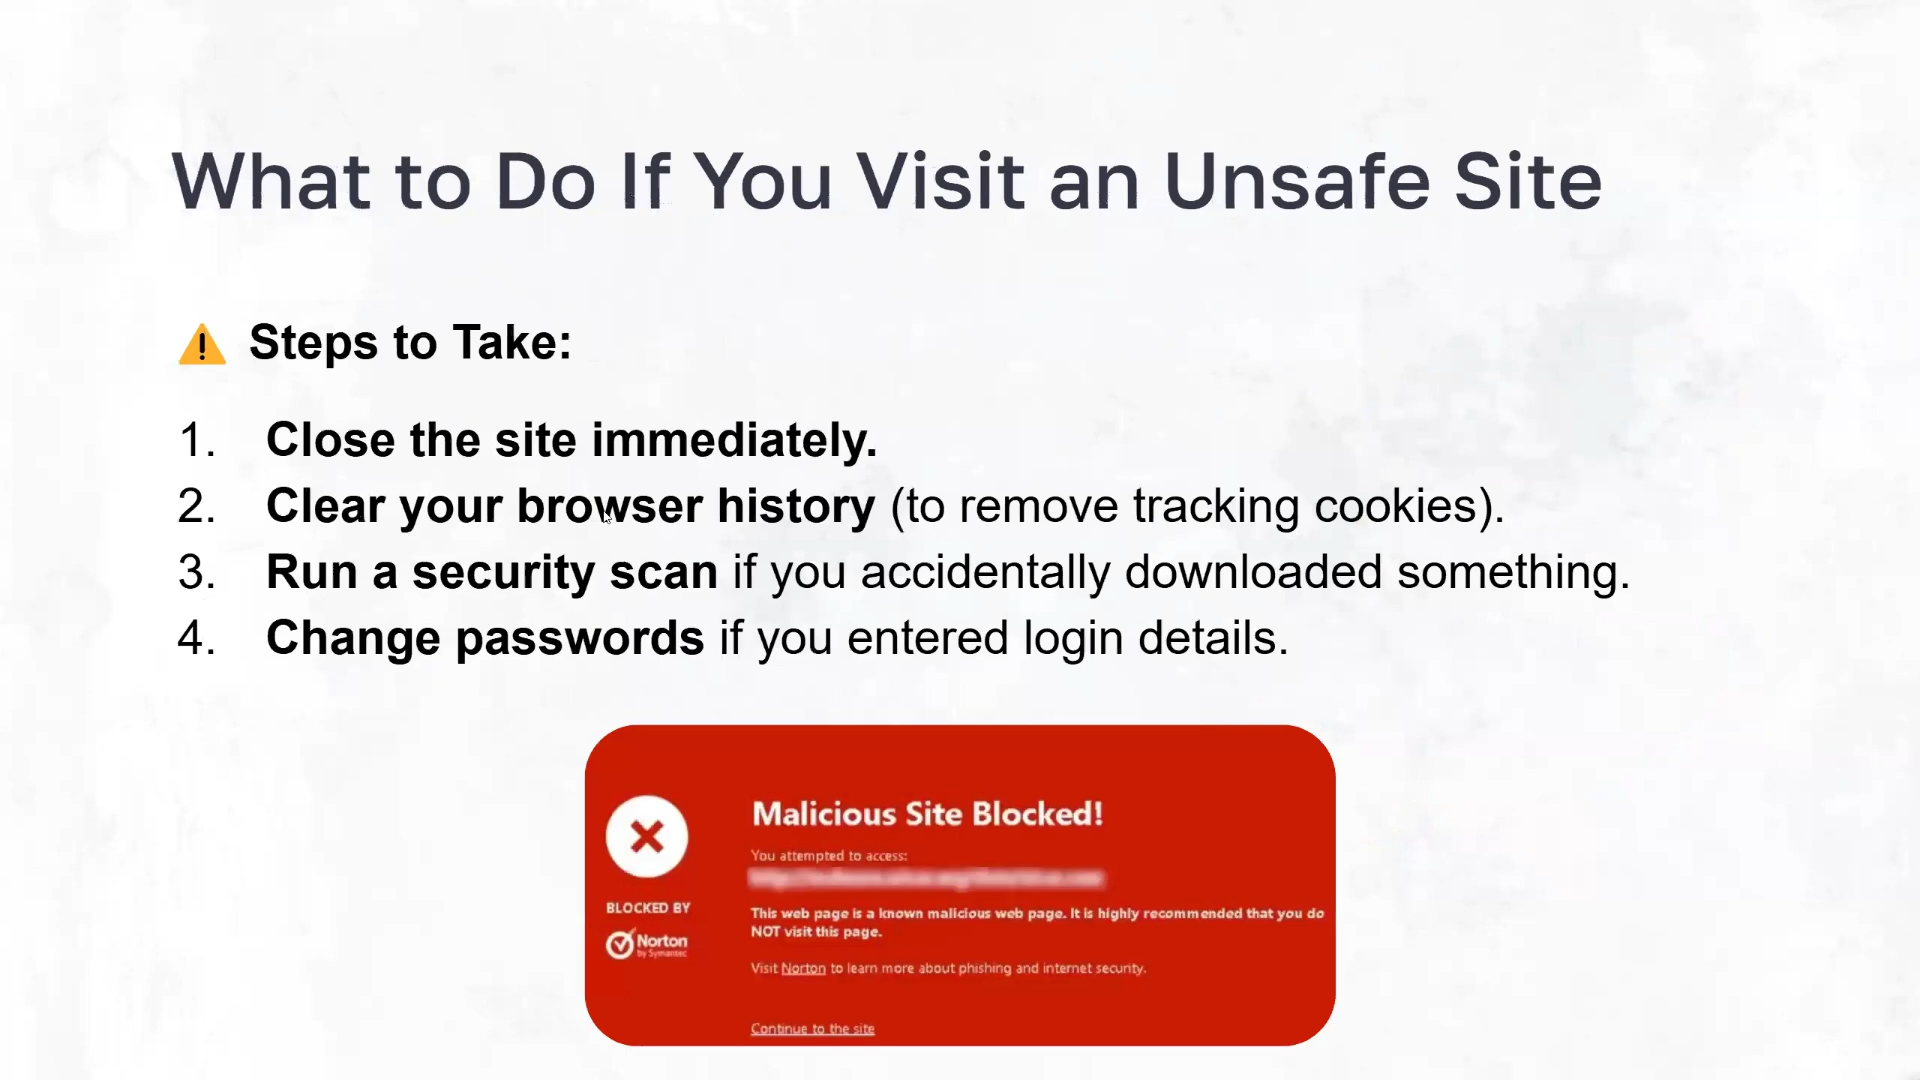 What to Do If You Visit an Unsafe Site
Steps to Take:
1. Close the site immediately.
2. Clear your browser history (to remove tracking cookies).
3. Run a security scan if you accidentally downloaded something.
4. Change passwords if you entered login details.
Malicious Site Blocked!
You attempted to access:
BLOCKED BY
Norton
by Symantec
This web page is a known malicious web page. It is highly recommended that you do
NOT visit this page.
Visit Norton to learn more about phishing and internet security.
Continue to the site